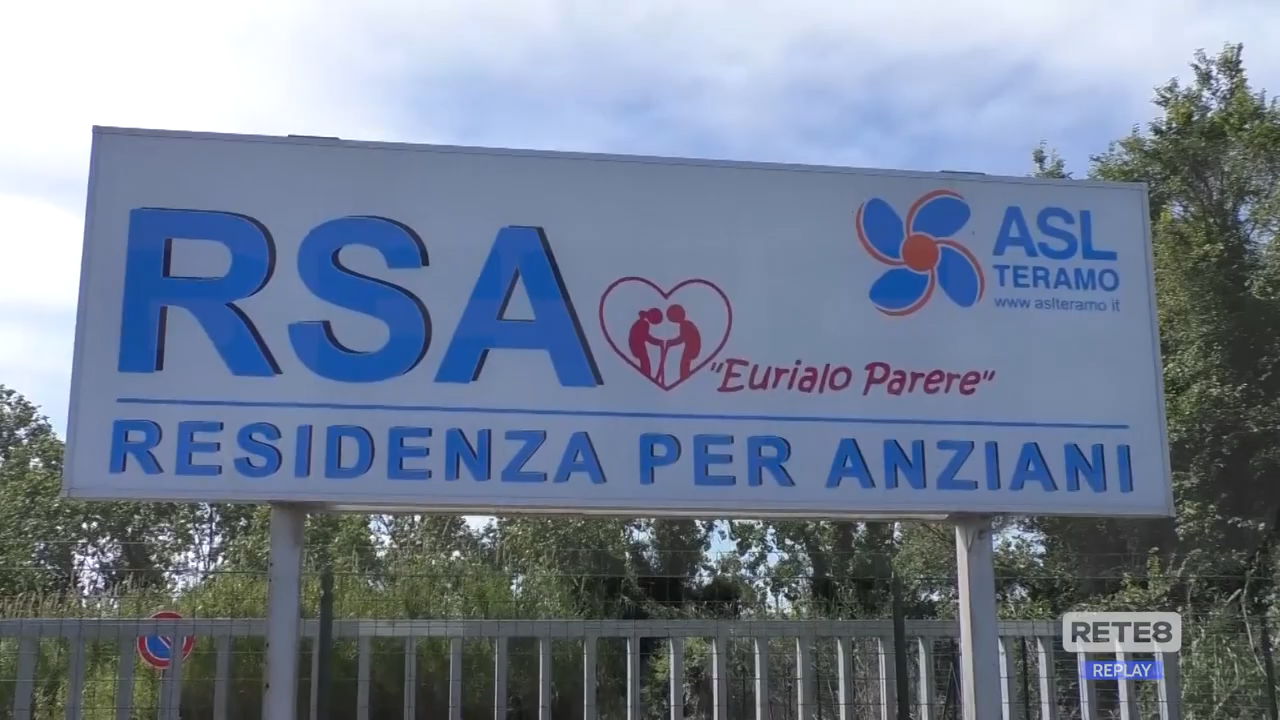 RSA
"Eurialo Parere"
ASL
TERAMO
www aslteramo it
RESIDENZA PER ANZIANI
RETE8
REPLAY